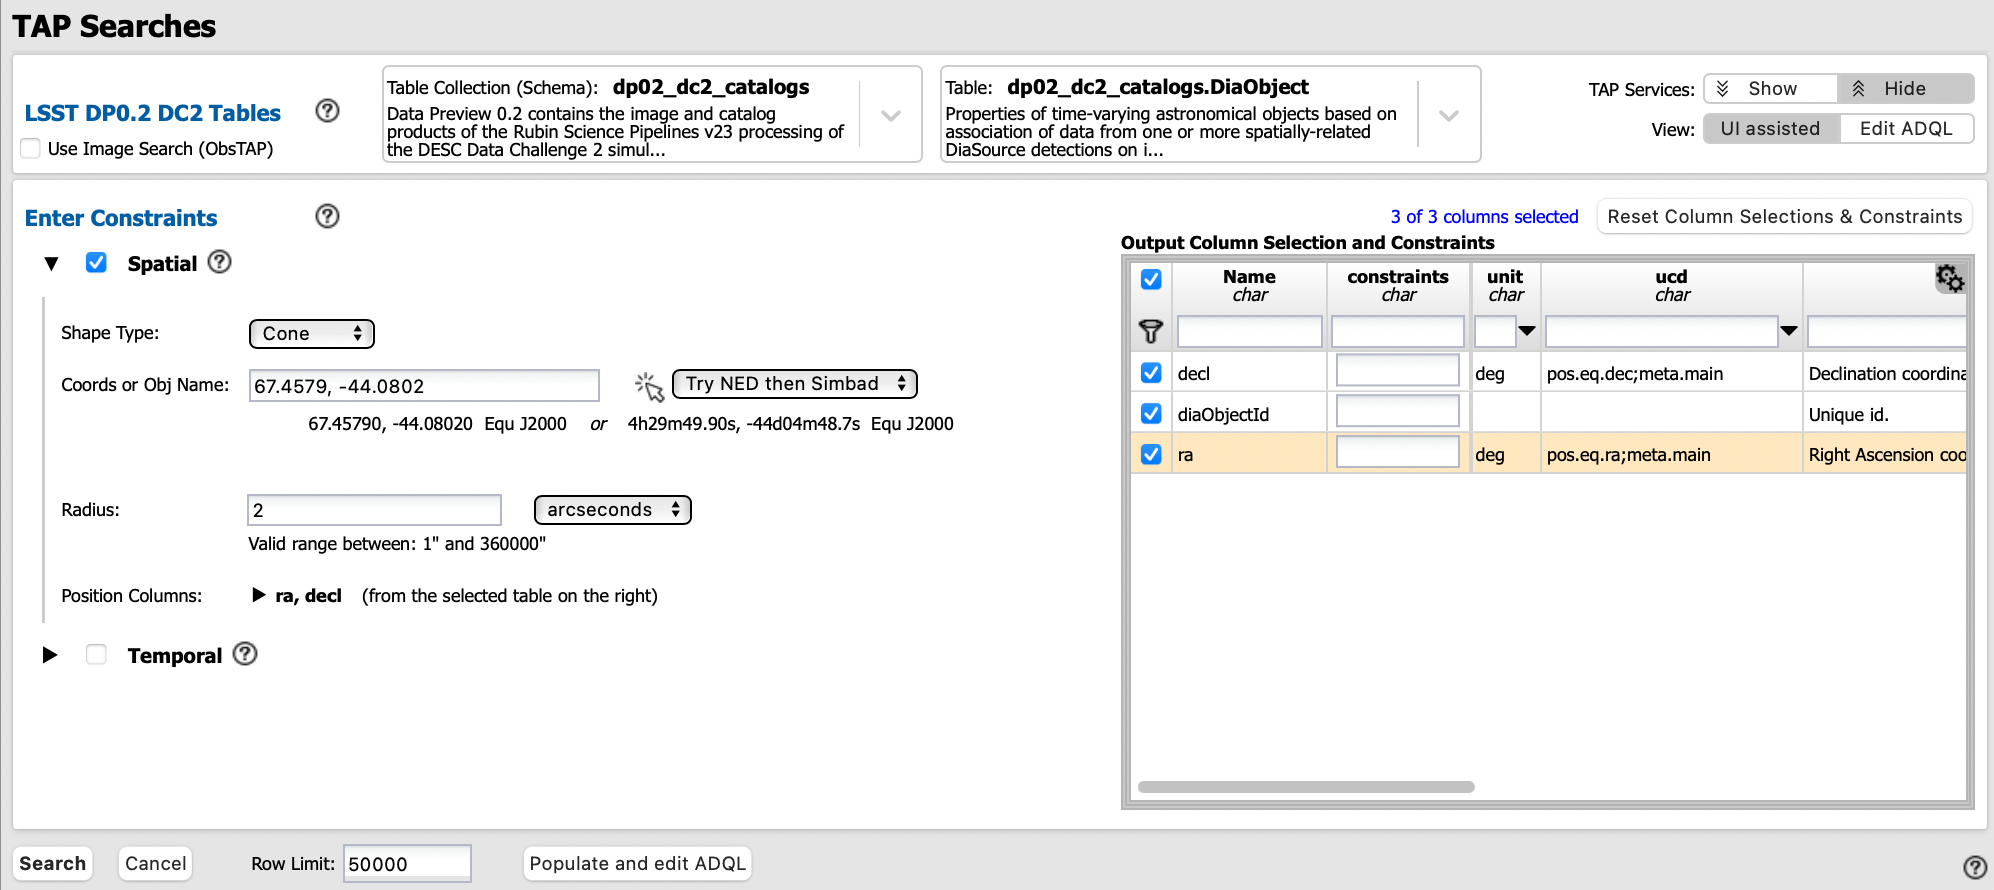 TAP Searches
LSST DP0.2 DC2 Tables
Use Image Search (ObsTAP)
Table Collection (Schema): dp02_dc2_catalogs
Data Preview 0.2 contains the image and catalog
products of the Rubin Science Pipelines v23 processing of
the DESC Data Challenge 2 simul...
Table: dp02_dc2_catalogs.DiaObject
Properties of time-varying astronomical objects based on
association of data from one or more spatially-related
DiaSource detections on i...
TAP Services: Show Hide
View: UI assisted Edit ADQL
Enter Constraints
3 of 3 columns selected Reset Column Selections & Constraints
Spatial
Shape Type: Cone
Coords or Obj Name: 67.4579, -44.0802 Try NED then Simbad
67.45790, -44.08020 Equ J2000 or 4h29m49.90s, -44d04m48.7s Equ J2000
Radius: 2 arcseconds
Valid range between: 1" and 360000"
Position Columns: ra, decl (from the selected table on the right)
Temporal
Output Column Selection and Constraints
Name constraints unit ucd
char char char char
decl deg pos.eq.dec;meta.main Declination coordina
diaObjectId Unique id.
ra deg pos.eq.ra;meta.main Right Ascension coo
Search Cancel Row Limit: 50000 Populate and edit ADQL